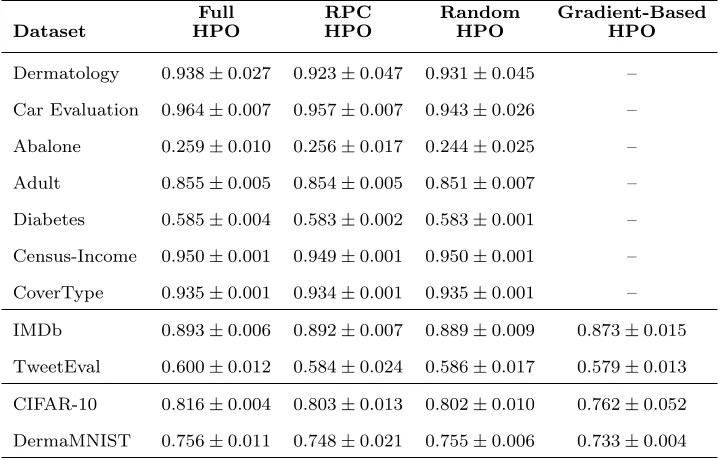 Full RPC Random Gradient-Based
Dataset HPO HPO HPO HPO
Dermatology 0.938 ± 0.027 0.923 ± 0.047 0.931 ± 0.045 –
Car Evaluation 0.964 ± 0.007 0.957 ± 0.007 0.943 ± 0.026 –
Abalone 0.259 ± 0.010 0.256 ± 0.017 0.244 ± 0.025 –
Adult 0.855 ± 0.005 0.854 ± 0.005 0.851 ± 0.007 –
Diabetes 0.585 ± 0.004 0.583 ± 0.002 0.583 ± 0.001 –
Census-Income 0.950 ± 0.001 0.949 ± 0.001 0.950 ± 0.001 –
CoverType 0.935 ± 0.001 0.934 ± 0.001 0.935 ± 0.001 –
IMDb 0.893 ± 0.006 0.892 ± 0.007 0.889 ± 0.009 0.873 ± 0.015
TweetEval 0.600 ± 0.012 0.584 ± 0.024 0.586 ± 0.017 0.579 ± 0.013
CIFAR-10 0.816 ± 0.004 0.803 ± 0.013 0.802 ± 0.010 0.762 ± 0.052
DermaMNIST 0.756 ± 0.011 0.748 ± 0.021 0.755 ± 0.006 0.733 ± 0.004